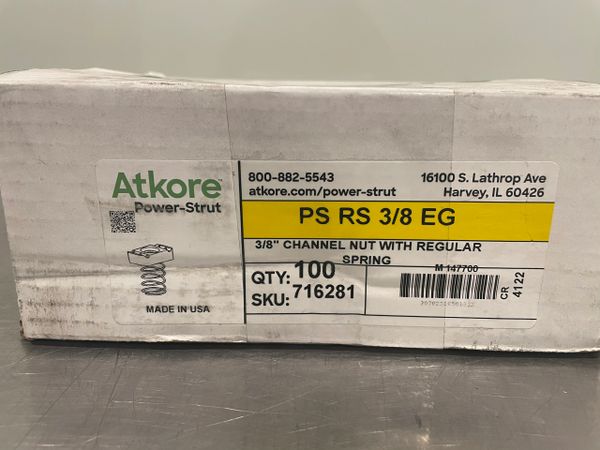 Atkore
Power-Strut
MADE IN USA
800-882-5543
atkore.com/power-strut
16100 S. Lathrop Ave
Harvey, IL 60426
PS RS 3/8 EG
3/8" CHANNEL NUT WITH REGULAR
SPRING
QTY: 100
SKU: 716281
M 147700
CR
4122